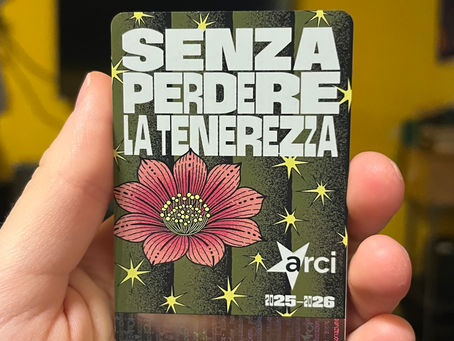 SENZA
PERDERE
LA TENEREZZA
arci
2025-2026